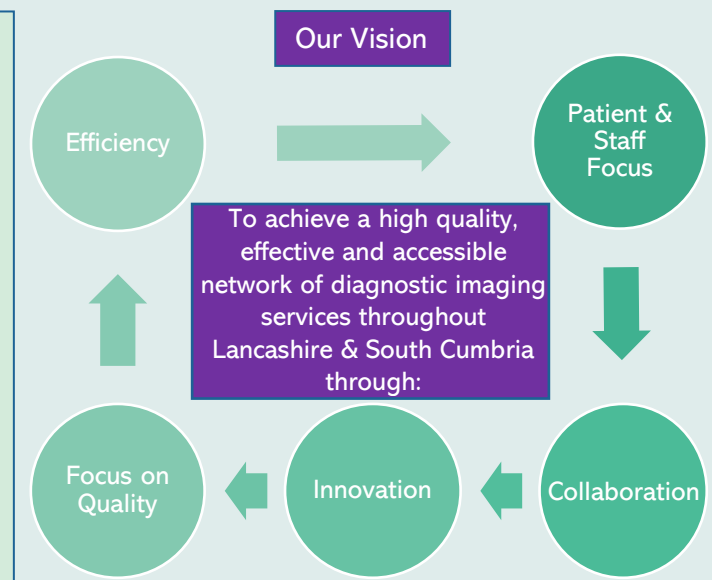 Our Vision
Efficiency
Patient &
Staff
Focus
To achieve a high quality,
effective and accessible
network of diagnostic imaging
services throughout
Lancashire & South Cumbria
through:
Focus on
Quality
Innovation
Collaboration